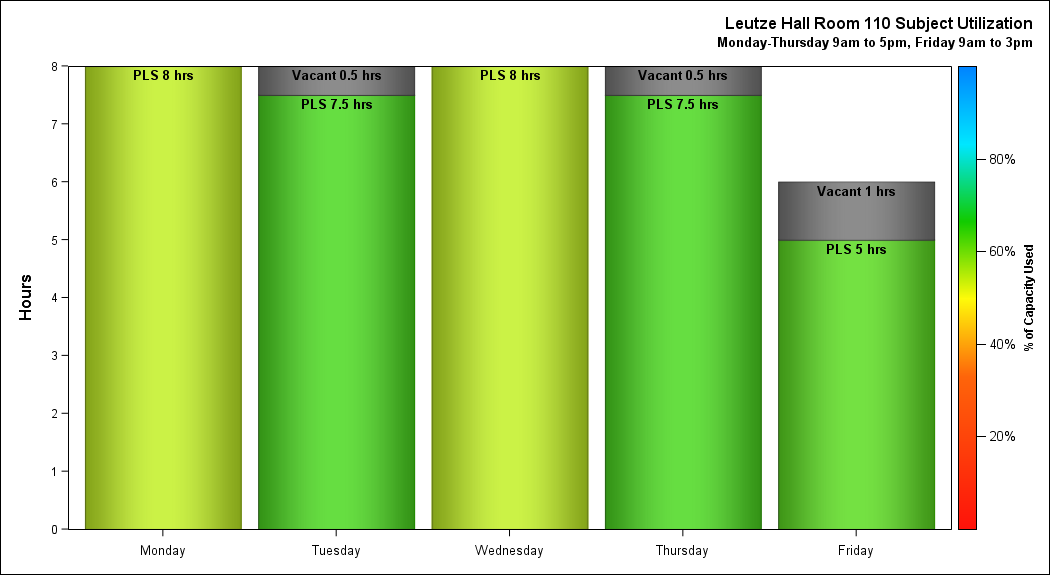 Leutze Hall Room 110 Subject Utilization
Monday-Thursday 9am to 5pm, Friday 9am to 3pm
Hours
8
7
6
5
4
3
2
1
0
PLS 8 hrs
Vacant 0.5 hrs
PLS 7.5 hrs
PLS 8 hrs
Vacant 0.5 hrs
PLS 7.5 hrs
Vacant 1 hrs
PLS 5 hrs
Monday
Tuesday
Wednesday
Thursday
Friday
80%
60%
40%
20%
% of Capacity Used